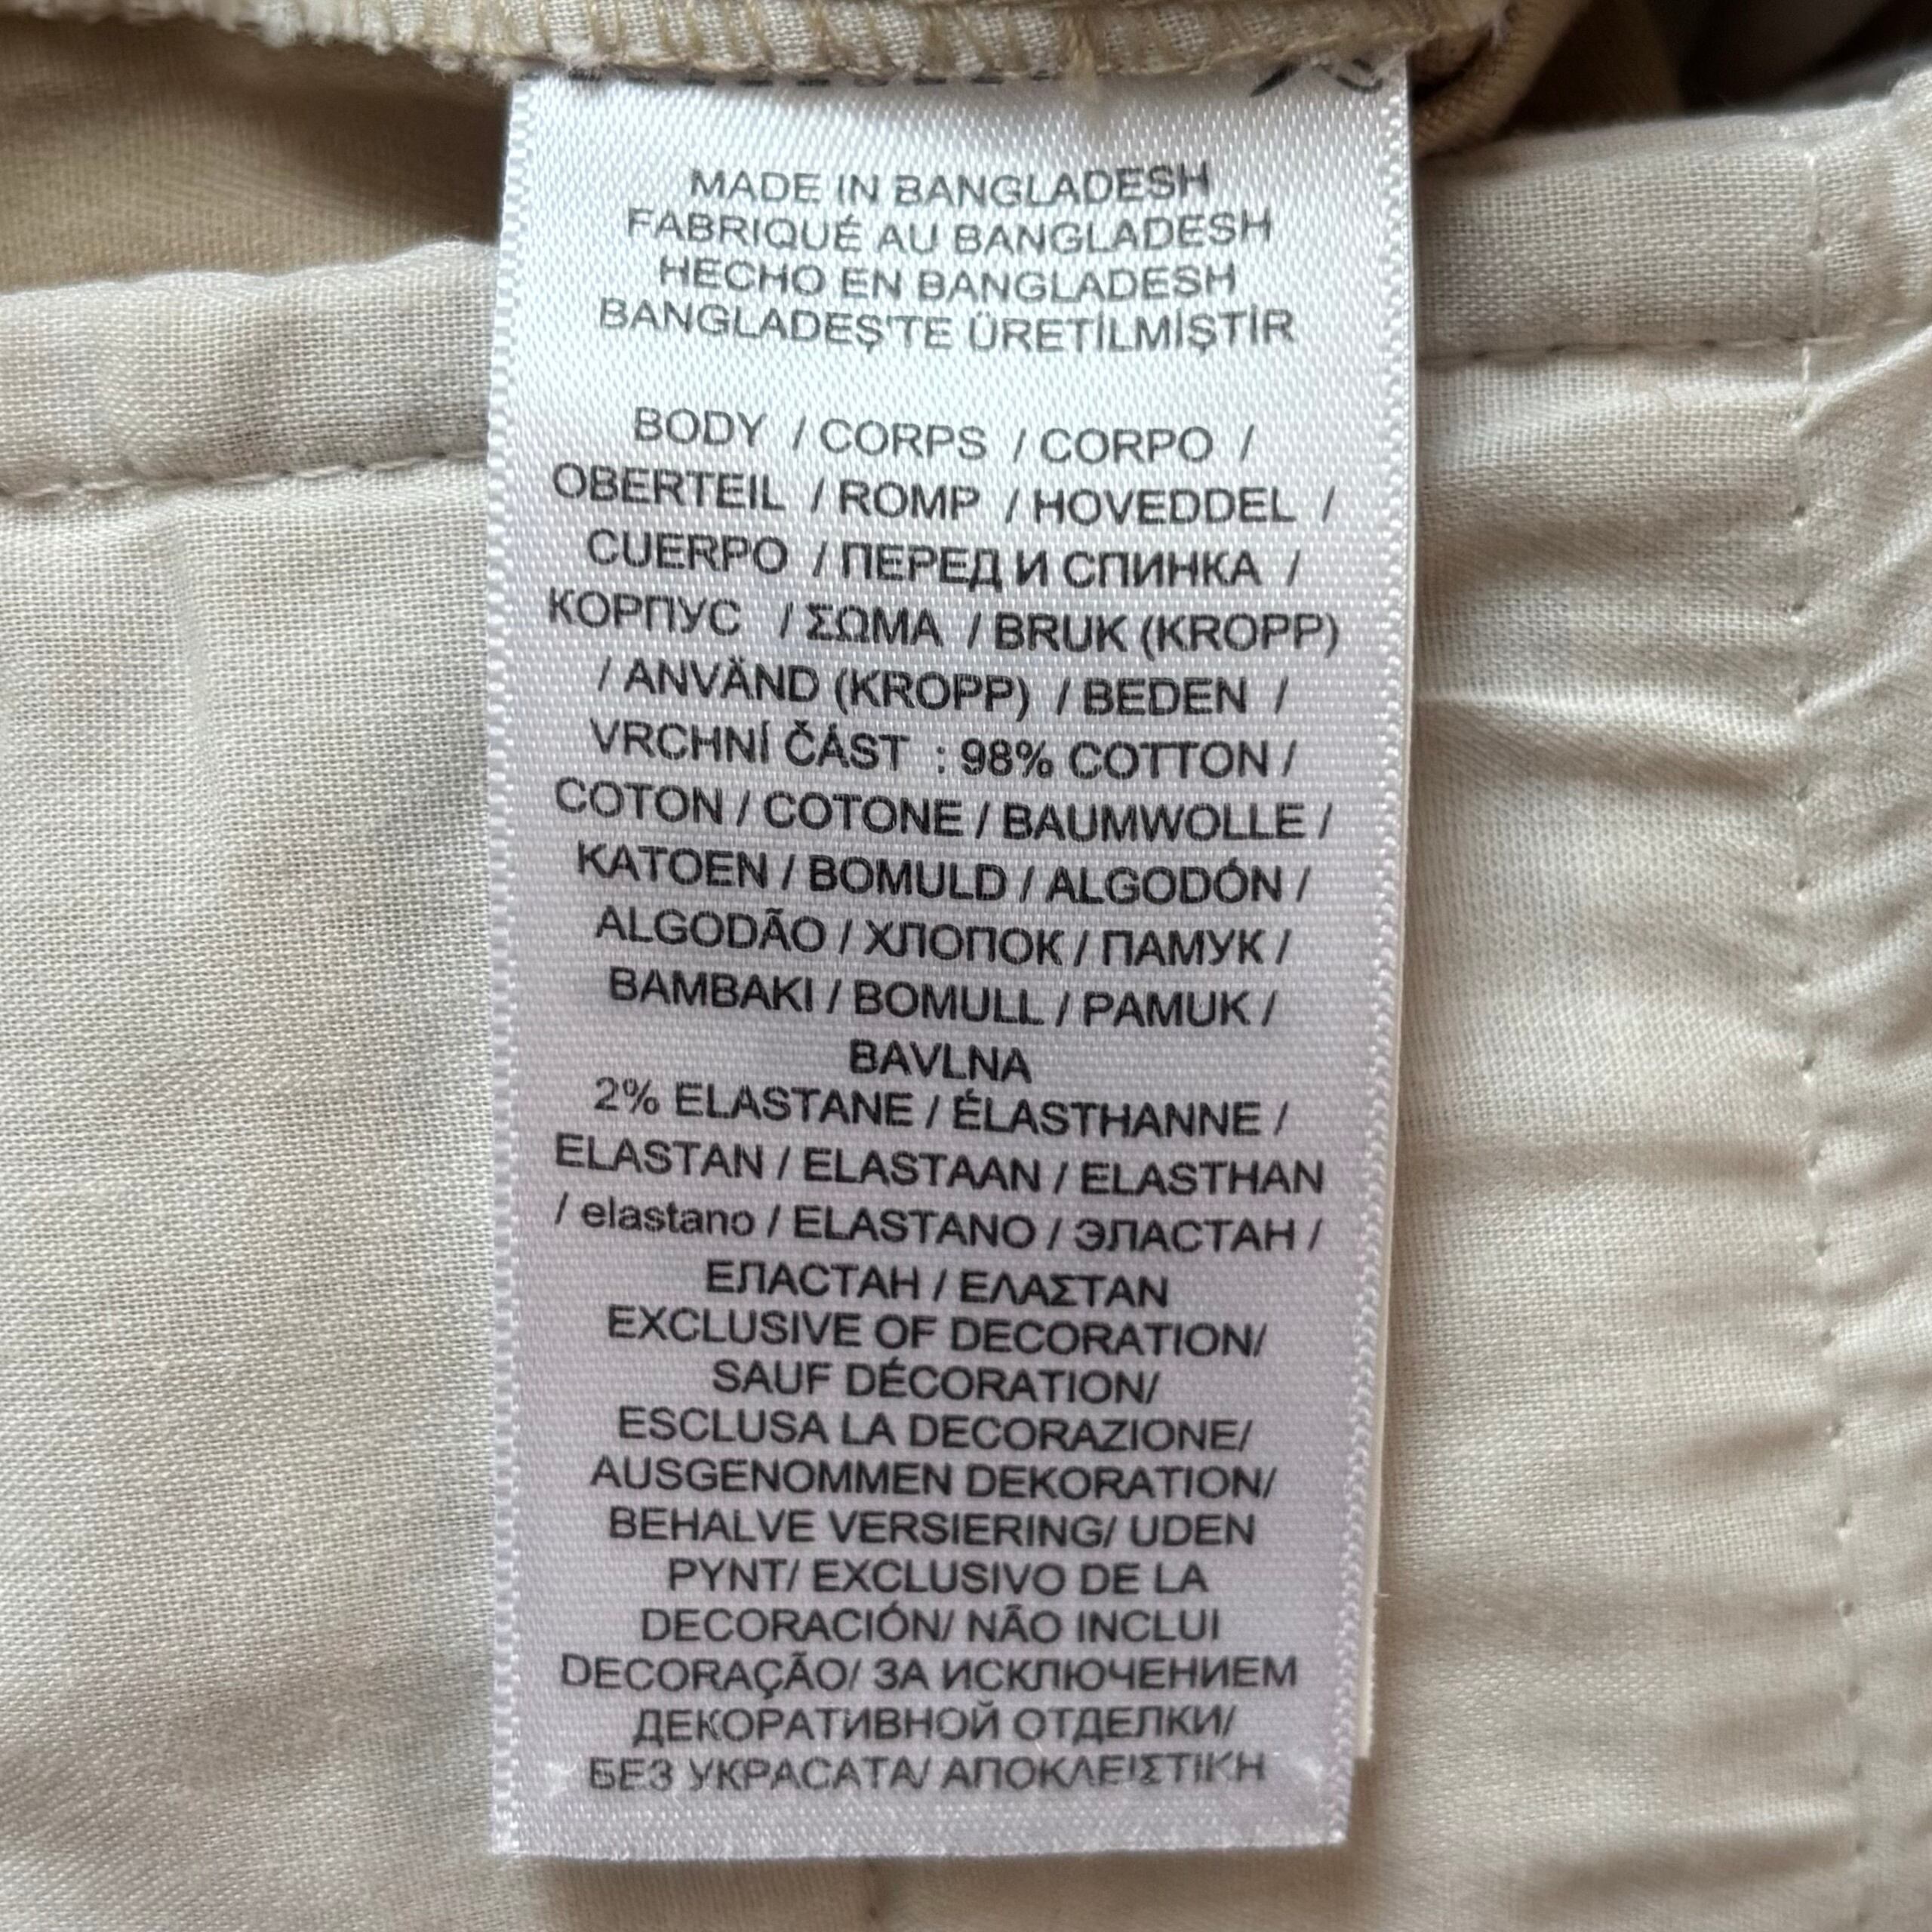 MADE IN BANGLADESH
FABRIQUÉ AU BANGLADESH
HECHO EN BANGLADESH
BANGLADEŞ'TE ÜRETİLMİŞTİR
BODY / CORPS / CORPO /
OBERTEIL / ROMP / HOVEDDEL /
CUERPO / ПЕРЕД И СПИНКА /
КОРПУС / ΣΩΜΑ / BRUK (KROPP)
/ ANVÄND (KROPP) / BEDEN /
VRCHNÍ ČÁST : 98% COTTON /
COTON / COTONE / BAUMWOLLE /
KATOEN / BOMULD / ALGODÓN /
ALGODÃO / ХЛОПОК / ПАМУК /
BAMBAKI / BOMULL / PAMUK /
BAVLNA
2% ELASTANE / ÉLASTHANNE /
ELASTAN / ELASTAAN / ELASTHAN
/ elastano / ELASTANO / ЭЛАСТАН /
ЕЛАСТАН / ΕΛΑΣΤΑΝ
EXCLUSIVE OF DECORATION/
SAUF DÉCORATION/
ESCLUSA LA DECORAZIONE/
AUSGENOMMEN DEKORATION/
BEHALVE VERSIERING/ UDEN
PYNT/ EXCLUSIVO DE LA
DECORACIÓN/ NÃO INCLUI
DECORAÇÃO/ ЗА ИСКЛЮЧЕНИЕМ
ДЕКОРАТИВНОЙ ОТДЕЛКИ/
БЕЗ УКРАСАТА/ ΑΠΟΚΛΕΙΣΤΙΚΗ